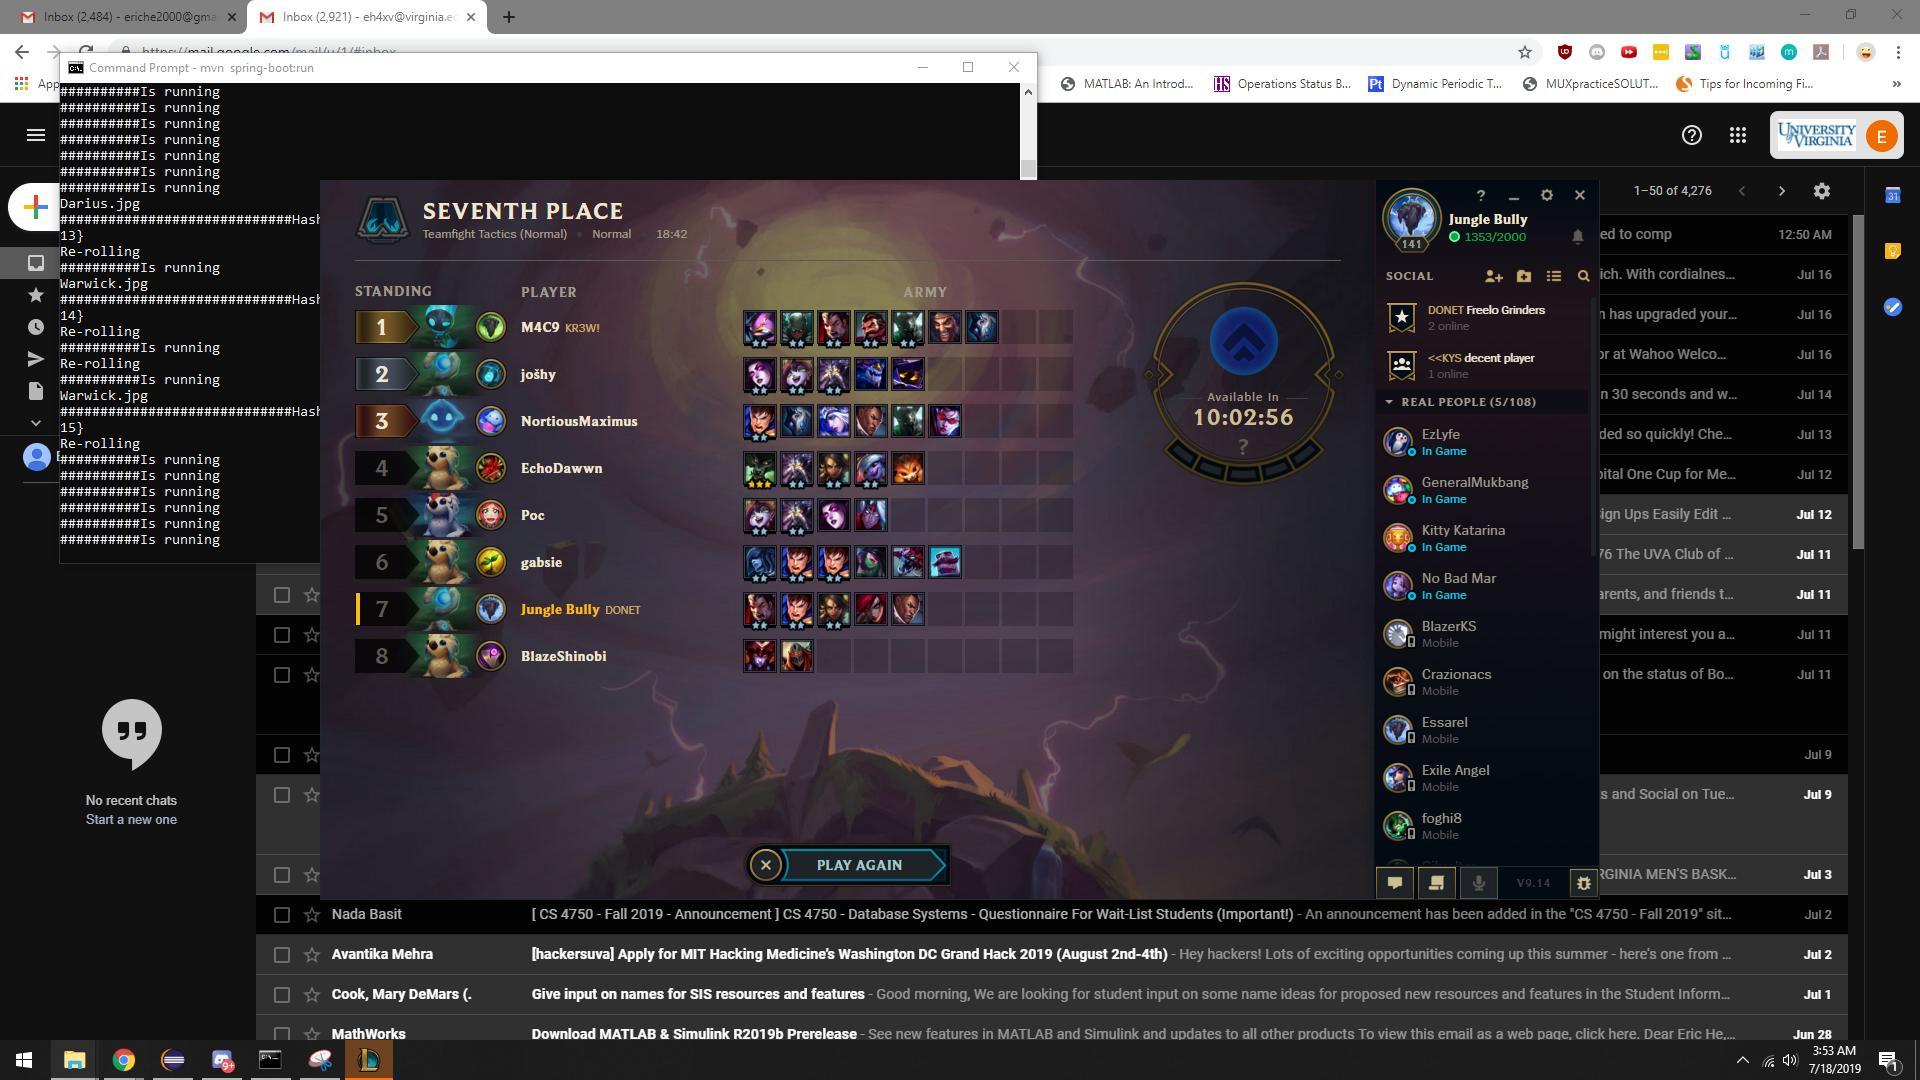 Inbox (2,484) - eriche2000@gma
Inbox (2,921) - eh4xv@virginia.ed
https://mail.google.com/mail/u/1/#inbox
App
MATLAB: An Introd...
Operations Status B...
Dynamic Periodic T...
MUXpracticeSOLUT...
Tips for Incoming Fi...
Command Prompt - mvn spring-boot:run
##########Is running
##########Is running
##########Is running
##########Is running
##########Is running
##########Is running
##########Is running
Darius.jpg
#############################Hash
13}
Re-rolling
##########Is running
Warwick.jpg
#############################Hash
14}
Re-rolling
##########Is running
Re-rolling
##########Is running
Warwick.jpg
#############################Hash
15}
Re-rolling
##########Is running
##########Is running
##########Is running
##########Is running
##########Is running
##########Is running
UNIVERSITY of VIRGINIA
E
1–50 of 4,276
31
SEVENTH PLACE
Teamfight Tactics (Normal) • Normal • 18:42
STANDING PLAYER ARMY
1 M4C9 KR3W!
2 jošhy
3 NortiousMaximus
4 EchoDawwn
5 Poc
6 gabsie
7 Jungle Bully DONET
8 BlazeShinobi
Available In
10:02:56
?
PLAY AGAIN
?
Jungle Bully
1353/2000
141
SOCIAL
DONET Freelo Grinders
2 online
<<KYS decent player
1 online
REAL PEOPLE (5/108)
EzLyfe
In Game
GeneralMukbang
In Game
Kitty Katarina
In Game
No Bad Mar
In Game
BlazerKS
Mobile
Crazionacs
Mobile
Essarel
Mobile
Exile Angel
Mobile
foghi8
Mobile
V9.14
ed to comp 12:50 AM
ich. With cordialnes... Jul 16
n has upgraded your... Jul 16
or at Wahoo Welco... Jul 16
n 30 seconds and w... Jul 14
ded so quickly! Che... Jul 13
pital One Cup for Me... Jul 12
ign Ups Easily Edit ... Jul 12
76 The UVA Club of ... Jul 11
arents, and friends t... Jul 11
might interest you a... Jul 11
on the status of Bo... Jul 11
Jul 9
s and Social on Tue... Jul 9
RGINIA MEN'S BASK... Jul 3
No recent chats
Start a new one
Nada Basit [ CS 4750 - Fall 2019 - Announcement ] CS 4750 - Database Systems - Questionnaire For Wait-List Students (Important!) - An announcement has been added in the "CS 4750 - Fall 2019" sit... Jul 2
Avantika Mehra [hackersuva] Apply for MIT Hacking Medicine's Washington DC Grand Hack 2019 (August 2nd-4th) - Hey hackers! Lots of exciting opportunities coming up this summer - here's one from ... Jul 2
Cook, Mary DeMars (. Give input on names for SIS resources and features - Good morning, We are looking for student input on some name ideas for proposed new resources and features in the Student Inform... Jul 1
MathWorks Download MATLAB & Simulink R2019b Prerelease - See new features in MATLAB and Simulink and updates to all other products To view this email as a web page, click here. Dear Eric He,... Jun 28
9+
3:53 AM
7/18/2019
1